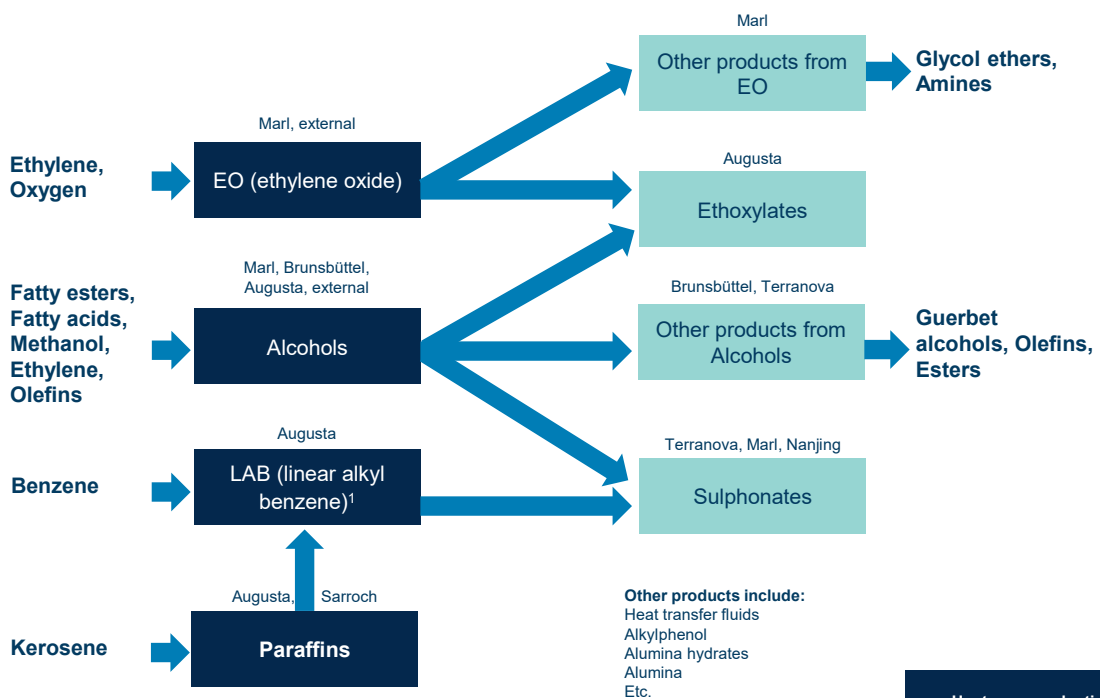 Marl
Other products from
EO
Glycol ethers,
Amines
Marl, external
Ethylene,
Oxygen
EO (ethylene oxide)
Augusta
Ethoxylates
Marl, Brunsbüttel,
Augusta, external
Fatty esters,
Fatty acids,
Methanol,
Ethylene,
Olefins
Alcohols
Brunsbüttel, Terranova
Other products from
Alcohols
Guerbet
alcohols, Olefins,
Esters
Augusta
Benzene
LAB (linear alkyl
benzene)¹
Terranova, Marl, Nanjing
Sulphonates
Augusta, Sarroch
Kerosene
Paraffins
Other products include:
Heat transfer fluids
Alkylphenol
Alumina hydrates
Alumina
Etc.